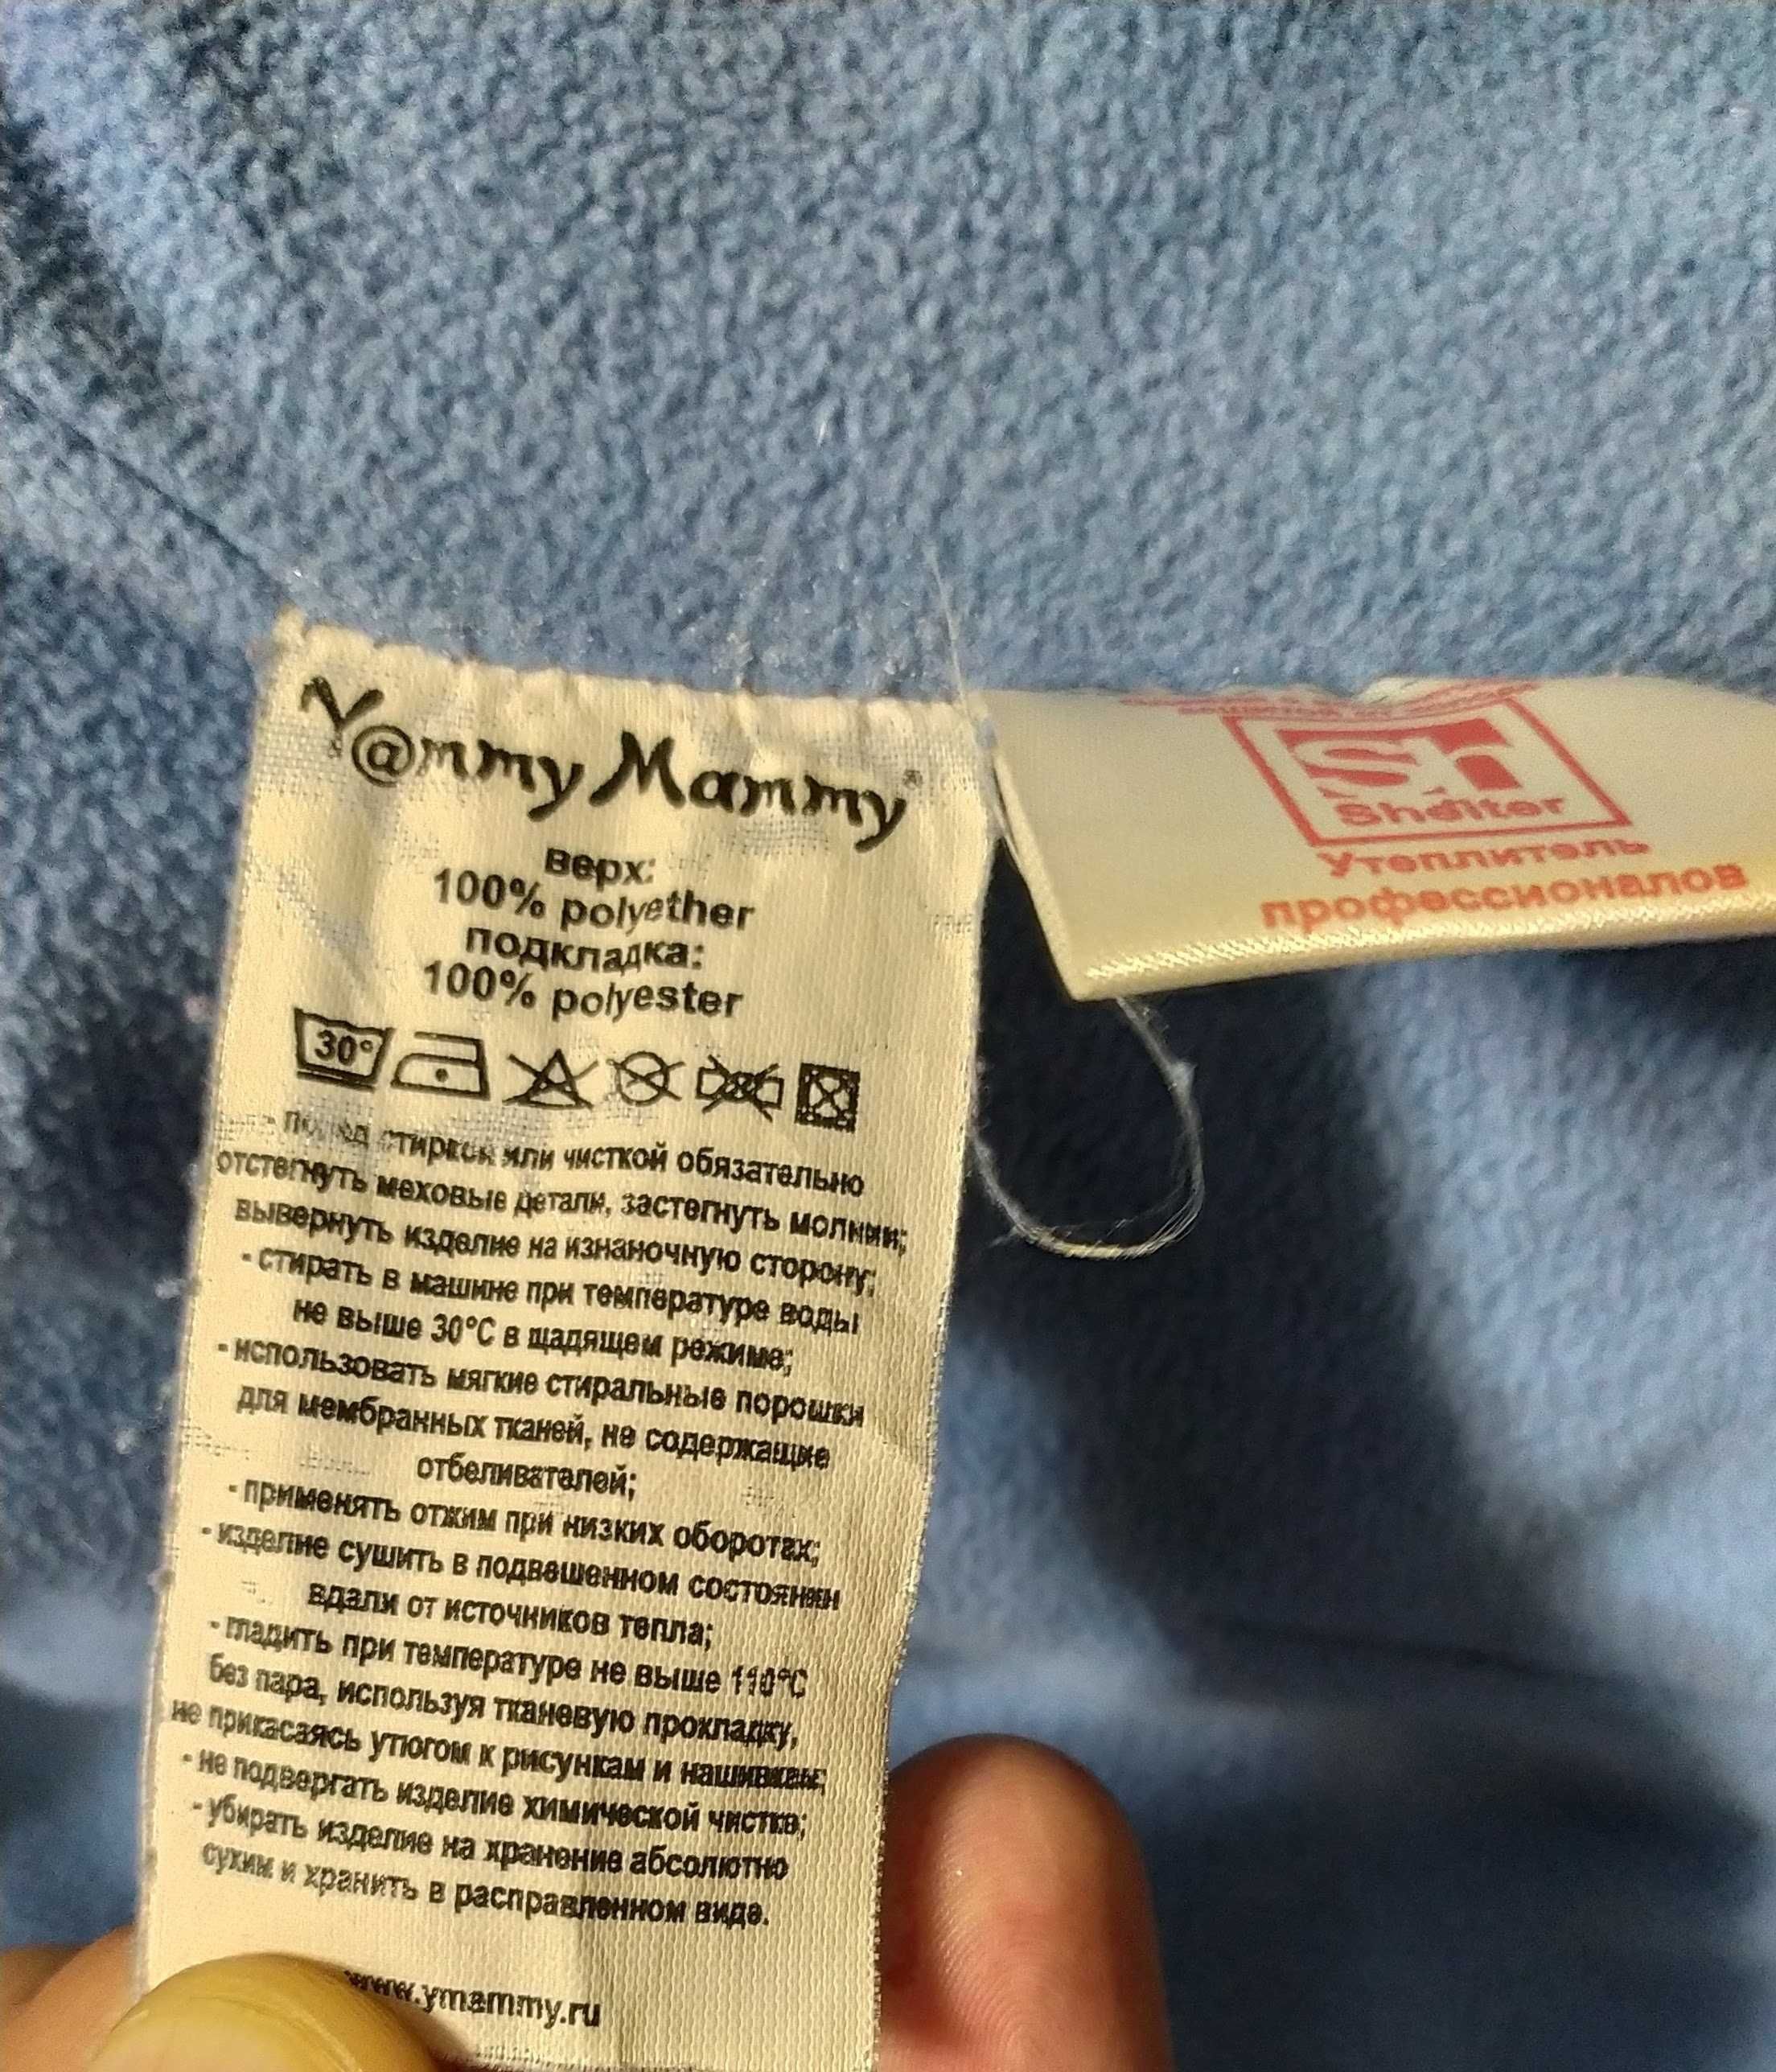 Y@mmy Mammy®
верх:
100% polyether
подкладка:
100% polyester
30°
- перед стиркой или чисткой обязательно
отстегнуть меховые детали, застегнуть молнии;
вывернуть изделие на изнаночную сторону;
- стирать в машине при температуре воды
не выше 30°C в щадящем режиме;
- использовать мягкие стиральные порошки
для мембранных тканей, не содержащие
отбеливателей;
- применять отжим при низких оборотах;
- изделие сушить в подвешенном состоянии
вдали от источников тепла;
- гладить при температуре не выше 110°C
без пара, используя тканевую прокладку,
не прикасаясь утюгом к рисункам и нашивкам;
- не подвергать изделие химической чистке;
- убирать изделие на хранение абсолютно
сухим и хранить в расправленном виде.
www.ymammy.ru
ST
Shelter
Утеплитель
профессионалов